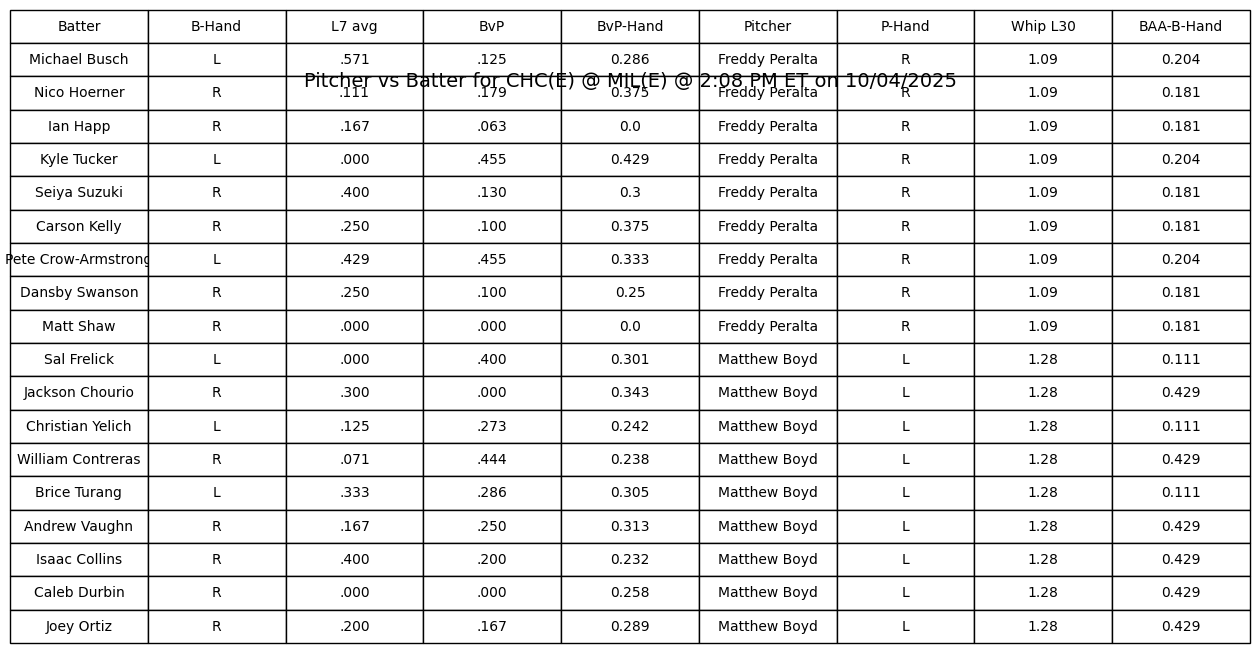 Batter B-Hand L7 avg BvP BvP-Hand Pitcher P-Hand Whip L30 BAA-B-Hand
Michael Busch L .571 .125 0.286 Freddy Peralta R 1.09 0.204
Pitcher vs Batter for CHC(E) @ MIL(E) @ 2:08 PM ET on 10/04/2025
Nico Hoerner R .111 .179 0.375 Freddy Peralta R 1.09 0.181
Ian Happ R .167 .063 0.0 Freddy Peralta R 1.09 0.181
Kyle Tucker L .000 .455 0.429 Freddy Peralta R 1.09 0.204
Seiya Suzuki R .400 .130 0.3 Freddy Peralta R 1.09 0.181
Carson Kelly R .250 .100 0.375 Freddy Peralta R 1.09 0.181
Pete Crow-Armstrong L .429 .455 0.333 Freddy Peralta R 1.09 0.204
Dansby Swanson R .250 .100 0.25 Freddy Peralta R 1.09 0.181
Matt Shaw R .000 .000 0.0 Freddy Peralta R 1.09 0.181
Sal Frelick L .000 .400 0.301 Matthew Boyd L 1.28 0.111
Jackson Chourio R .300 .000 0.343 Matthew Boyd L 1.28 0.429
Christian Yelich L .125 .273 0.242 Matthew Boyd L 1.28 0.111
William Contreras R .071 .444 0.238 Matthew Boyd L 1.28 0.429
Brice Turang L .333 .286 0.305 Matthew Boyd L 1.28 0.111
Andrew Vaughn R .167 .250 0.313 Matthew Boyd L 1.28 0.429
Isaac Collins R .400 .200 0.232 Matthew Boyd L 1.28 0.429
Caleb Durbin R .000 .000 0.258 Matthew Boyd L 1.28 0.429
Joey Ortiz R .200 .167 0.289 Matthew Boyd L 1.28 0.429